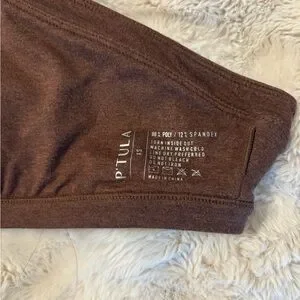 P'TULA
XS
88% POLY / 12% SPANDEX
TURN INSIDE OUT
MACHINE WASH COLD
LINE DRY PREFERRED
DO NOT BLEACH
DO NOT IRON
MADE IN CHINA